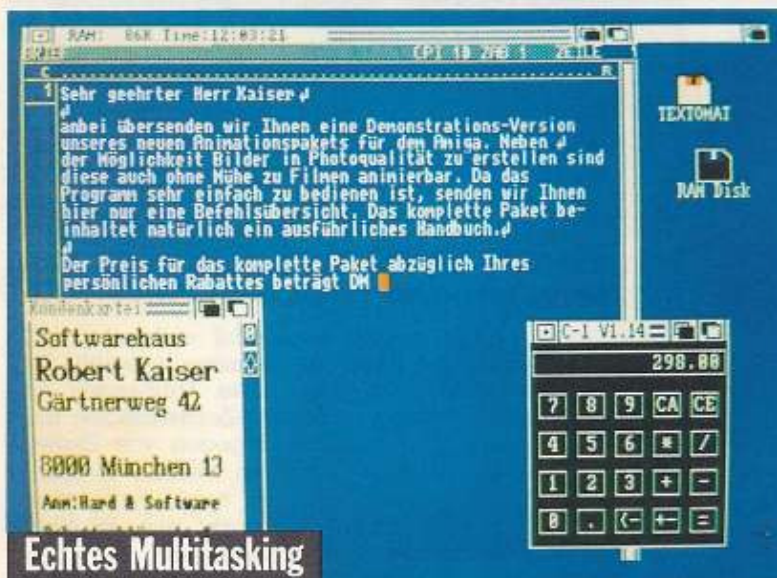 RAM: 86K Time:12:03:21
CPI 10 ZAB 1 ZEILE
C R
1 Sehr geehrter Herr Kaiser↲
↲
anbei übersenden wir Ihnen eine Demonstrations-Version
unseres neuen Animationspakets für den Amiga. Neben ↲
der Möglichkeit Bilder in Photoqualität zu erstellen sind
diese auch ohne Mühe zu Filmen animierbar. Da das
Programm sehr einfach zu bedienen ist, senden wir Ihnen
hier nur eine Befehlsübersicht. Das komplette Paket be-
inhaltet natürlich ein ausführliches Handbuch.↲
↲
Der Preis für das komplette Paket abzüglich Ihres
persönlichen Rabattes beträgt DM
TEXTOMAT
RAM Disk
Kundenkartei
Softwarehaus
Robert Kaiser
Gärtnerweg 42
8000 München 13
Anm:Hard & Software
C-1 V1.14
298.00
7 8 9 CA CE
4 5 6 * /
1 2 3 + -
0 . <- +- =
Echtes Multitasking